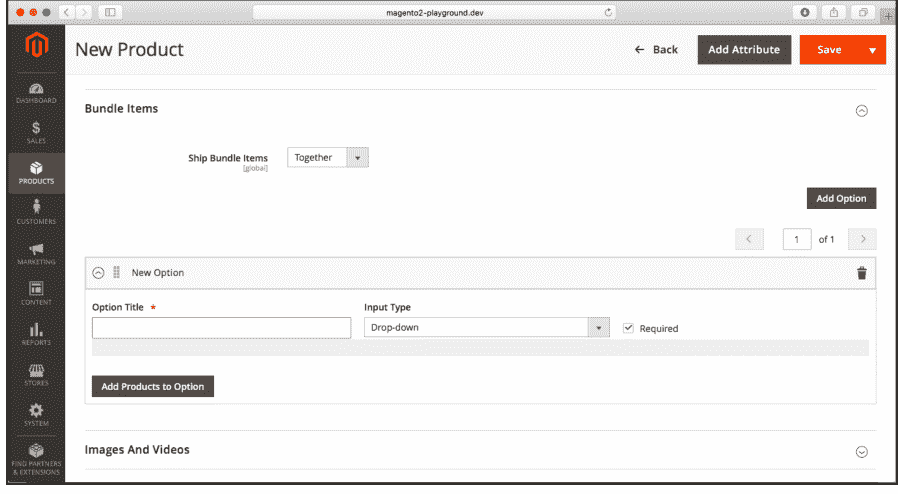 magento2-playground.dev
New Product
← Back
Add Attribute
Save
DASHBOARD
$
SALES
PRODUCTS
CUSTOMERS
MARKETING
CONTENT
REPORTS
STORES
SYSTEM
FIND PARTNERS
& EXTENSIONS
Bundle Items
Ship Bundle Items
[global]
Together
Add Option
1 of 1
New Option
Option Title *
Input Type
Drop-down
Required
Add Products to Option
Images And Videos